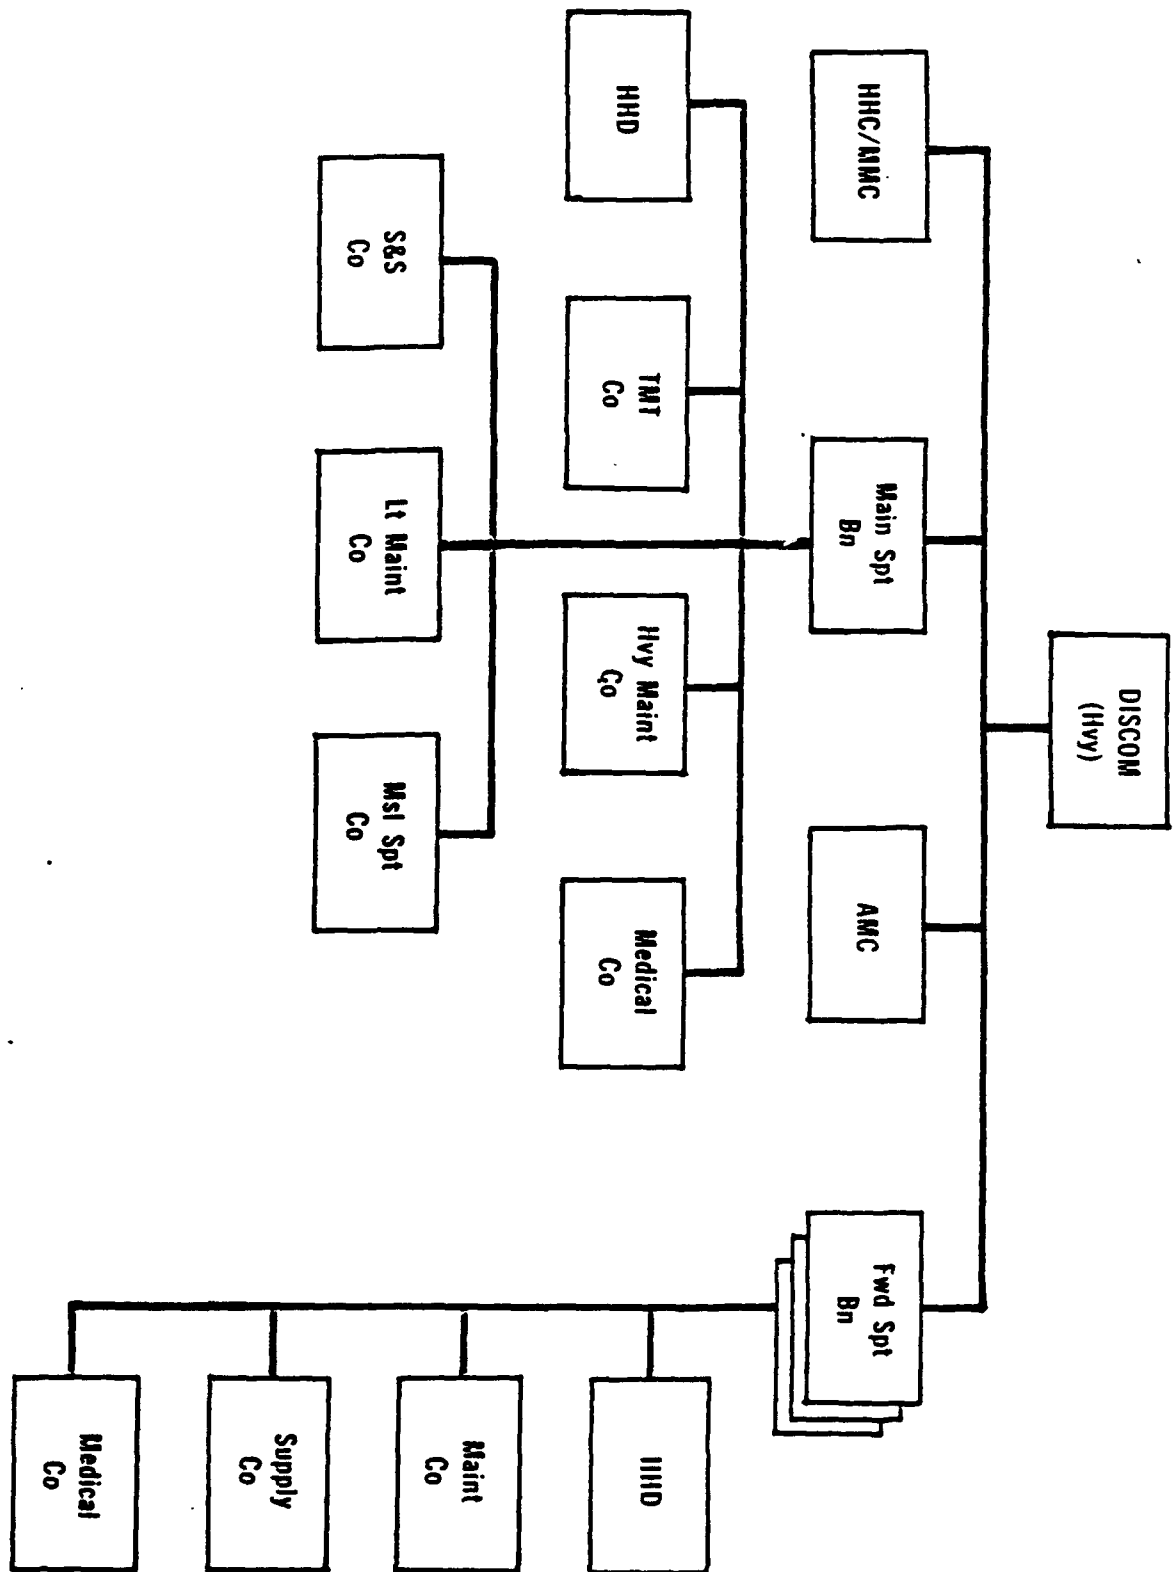 DISCOM
(Hvy)
HHC/MMC
Main Spt
Bn
AMC
Fwd Spt
Bn
HHD
TMT
Co
Hvy Maint
Co
Medical
Co
S&S
Co
Lt Maint
Co
Msl Spt
Co
HHD
Maint
Co
Supply
Co
Medical
Co